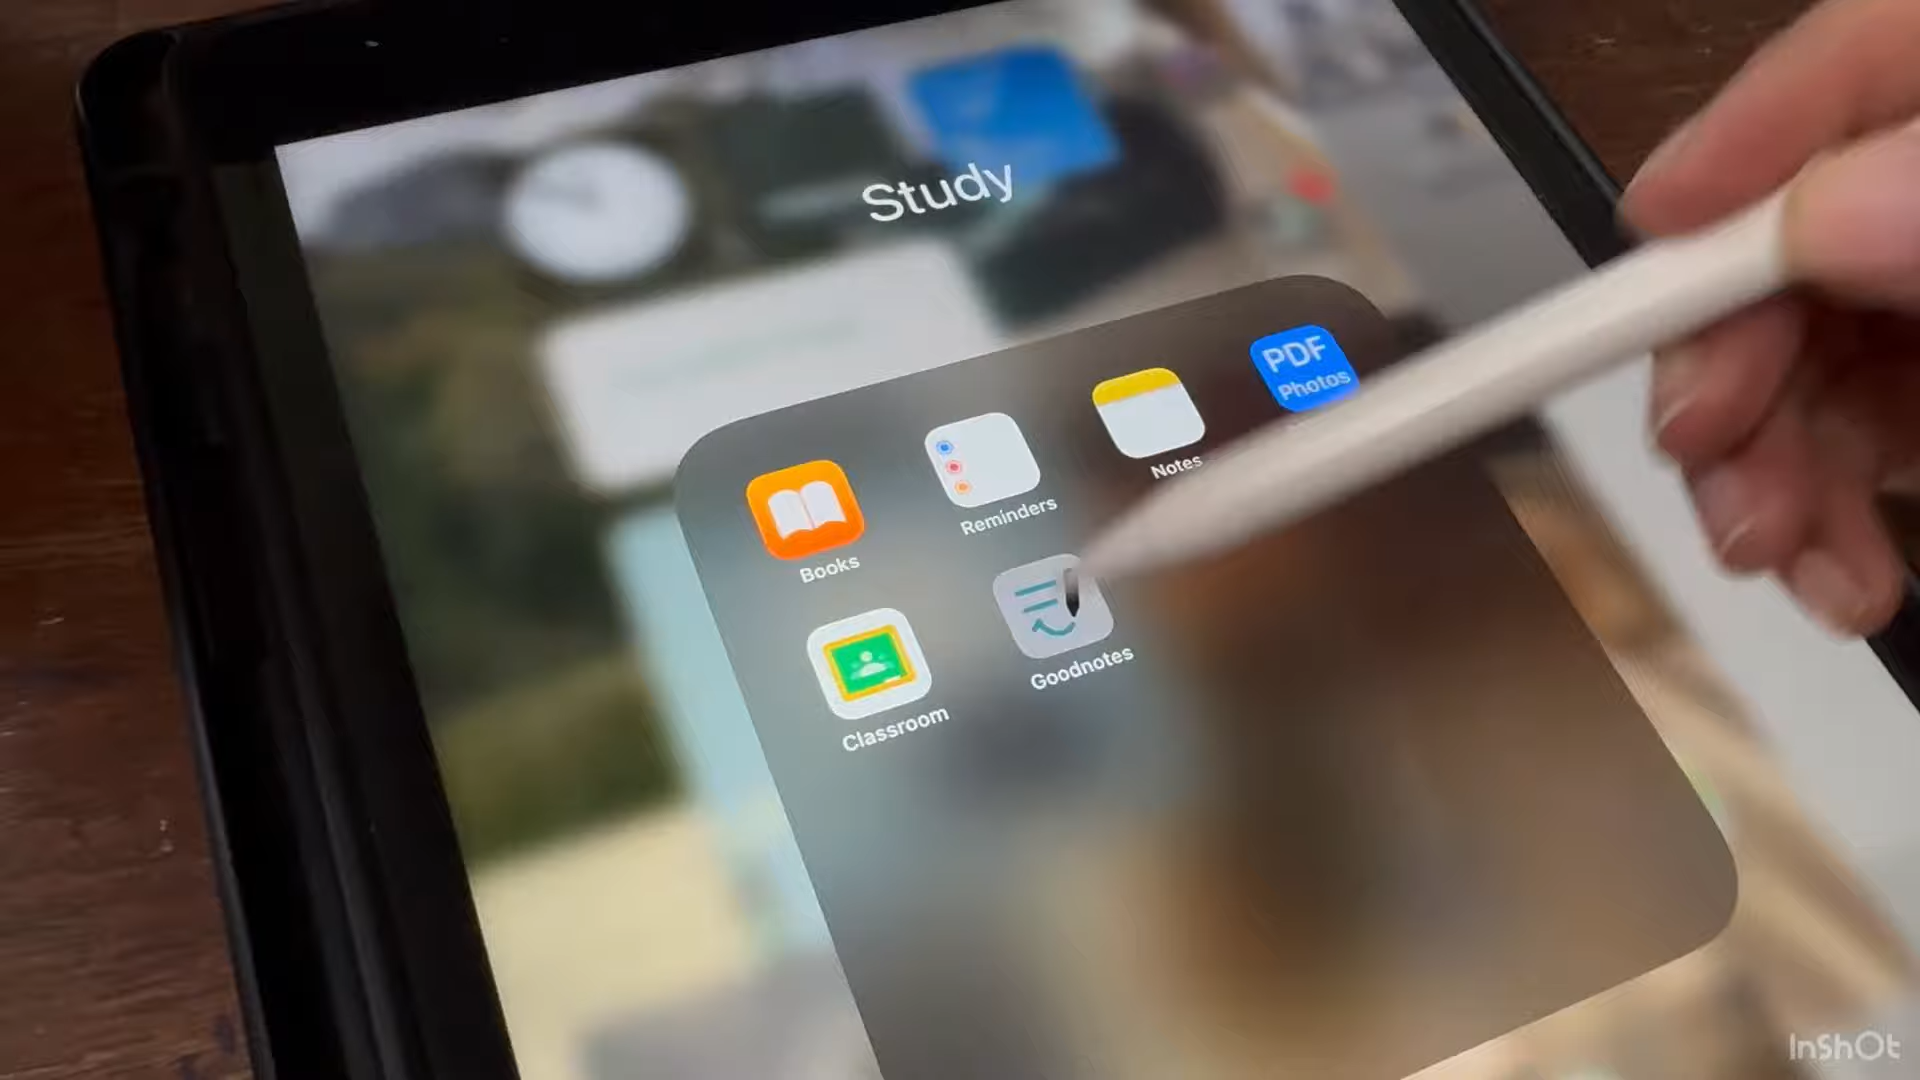 Study
PDF
Photos
Notes
Reminders
Books
Goodnotes
Classroom
InShOt